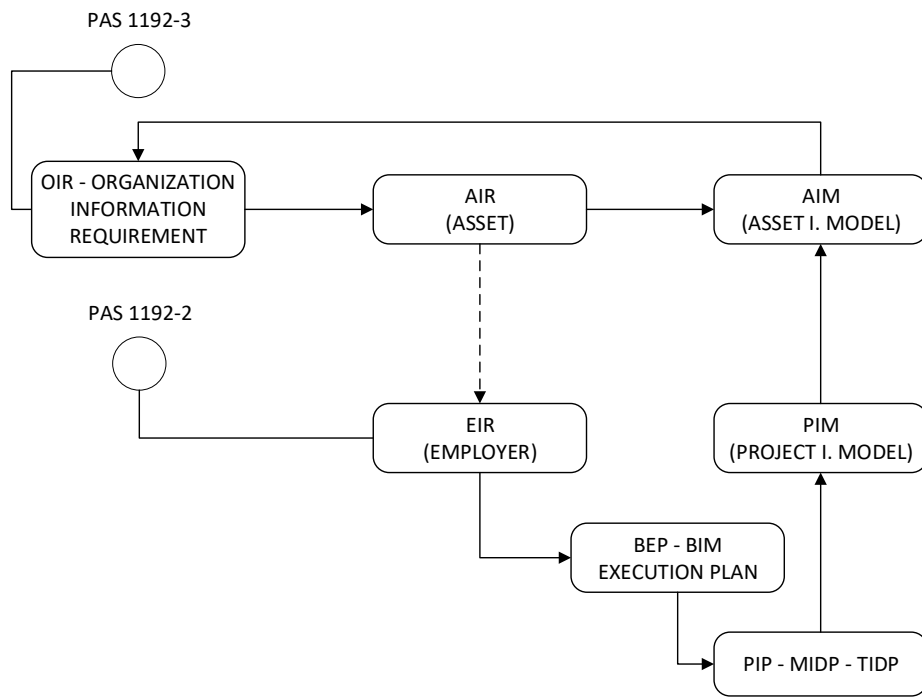 PAS 1192-3
OIR - ORGANIZATION
INFORMATION
REQUIREMENT
AIR
(ASSET)
AIM
(ASSET I. MODEL)
PAS 1192-2
EIR
(EMPLOYER)
PIM
(PROJECT I. MODEL)
BEP - BIM
EXECUTION PLAN
PIP - MIDP - TIDP